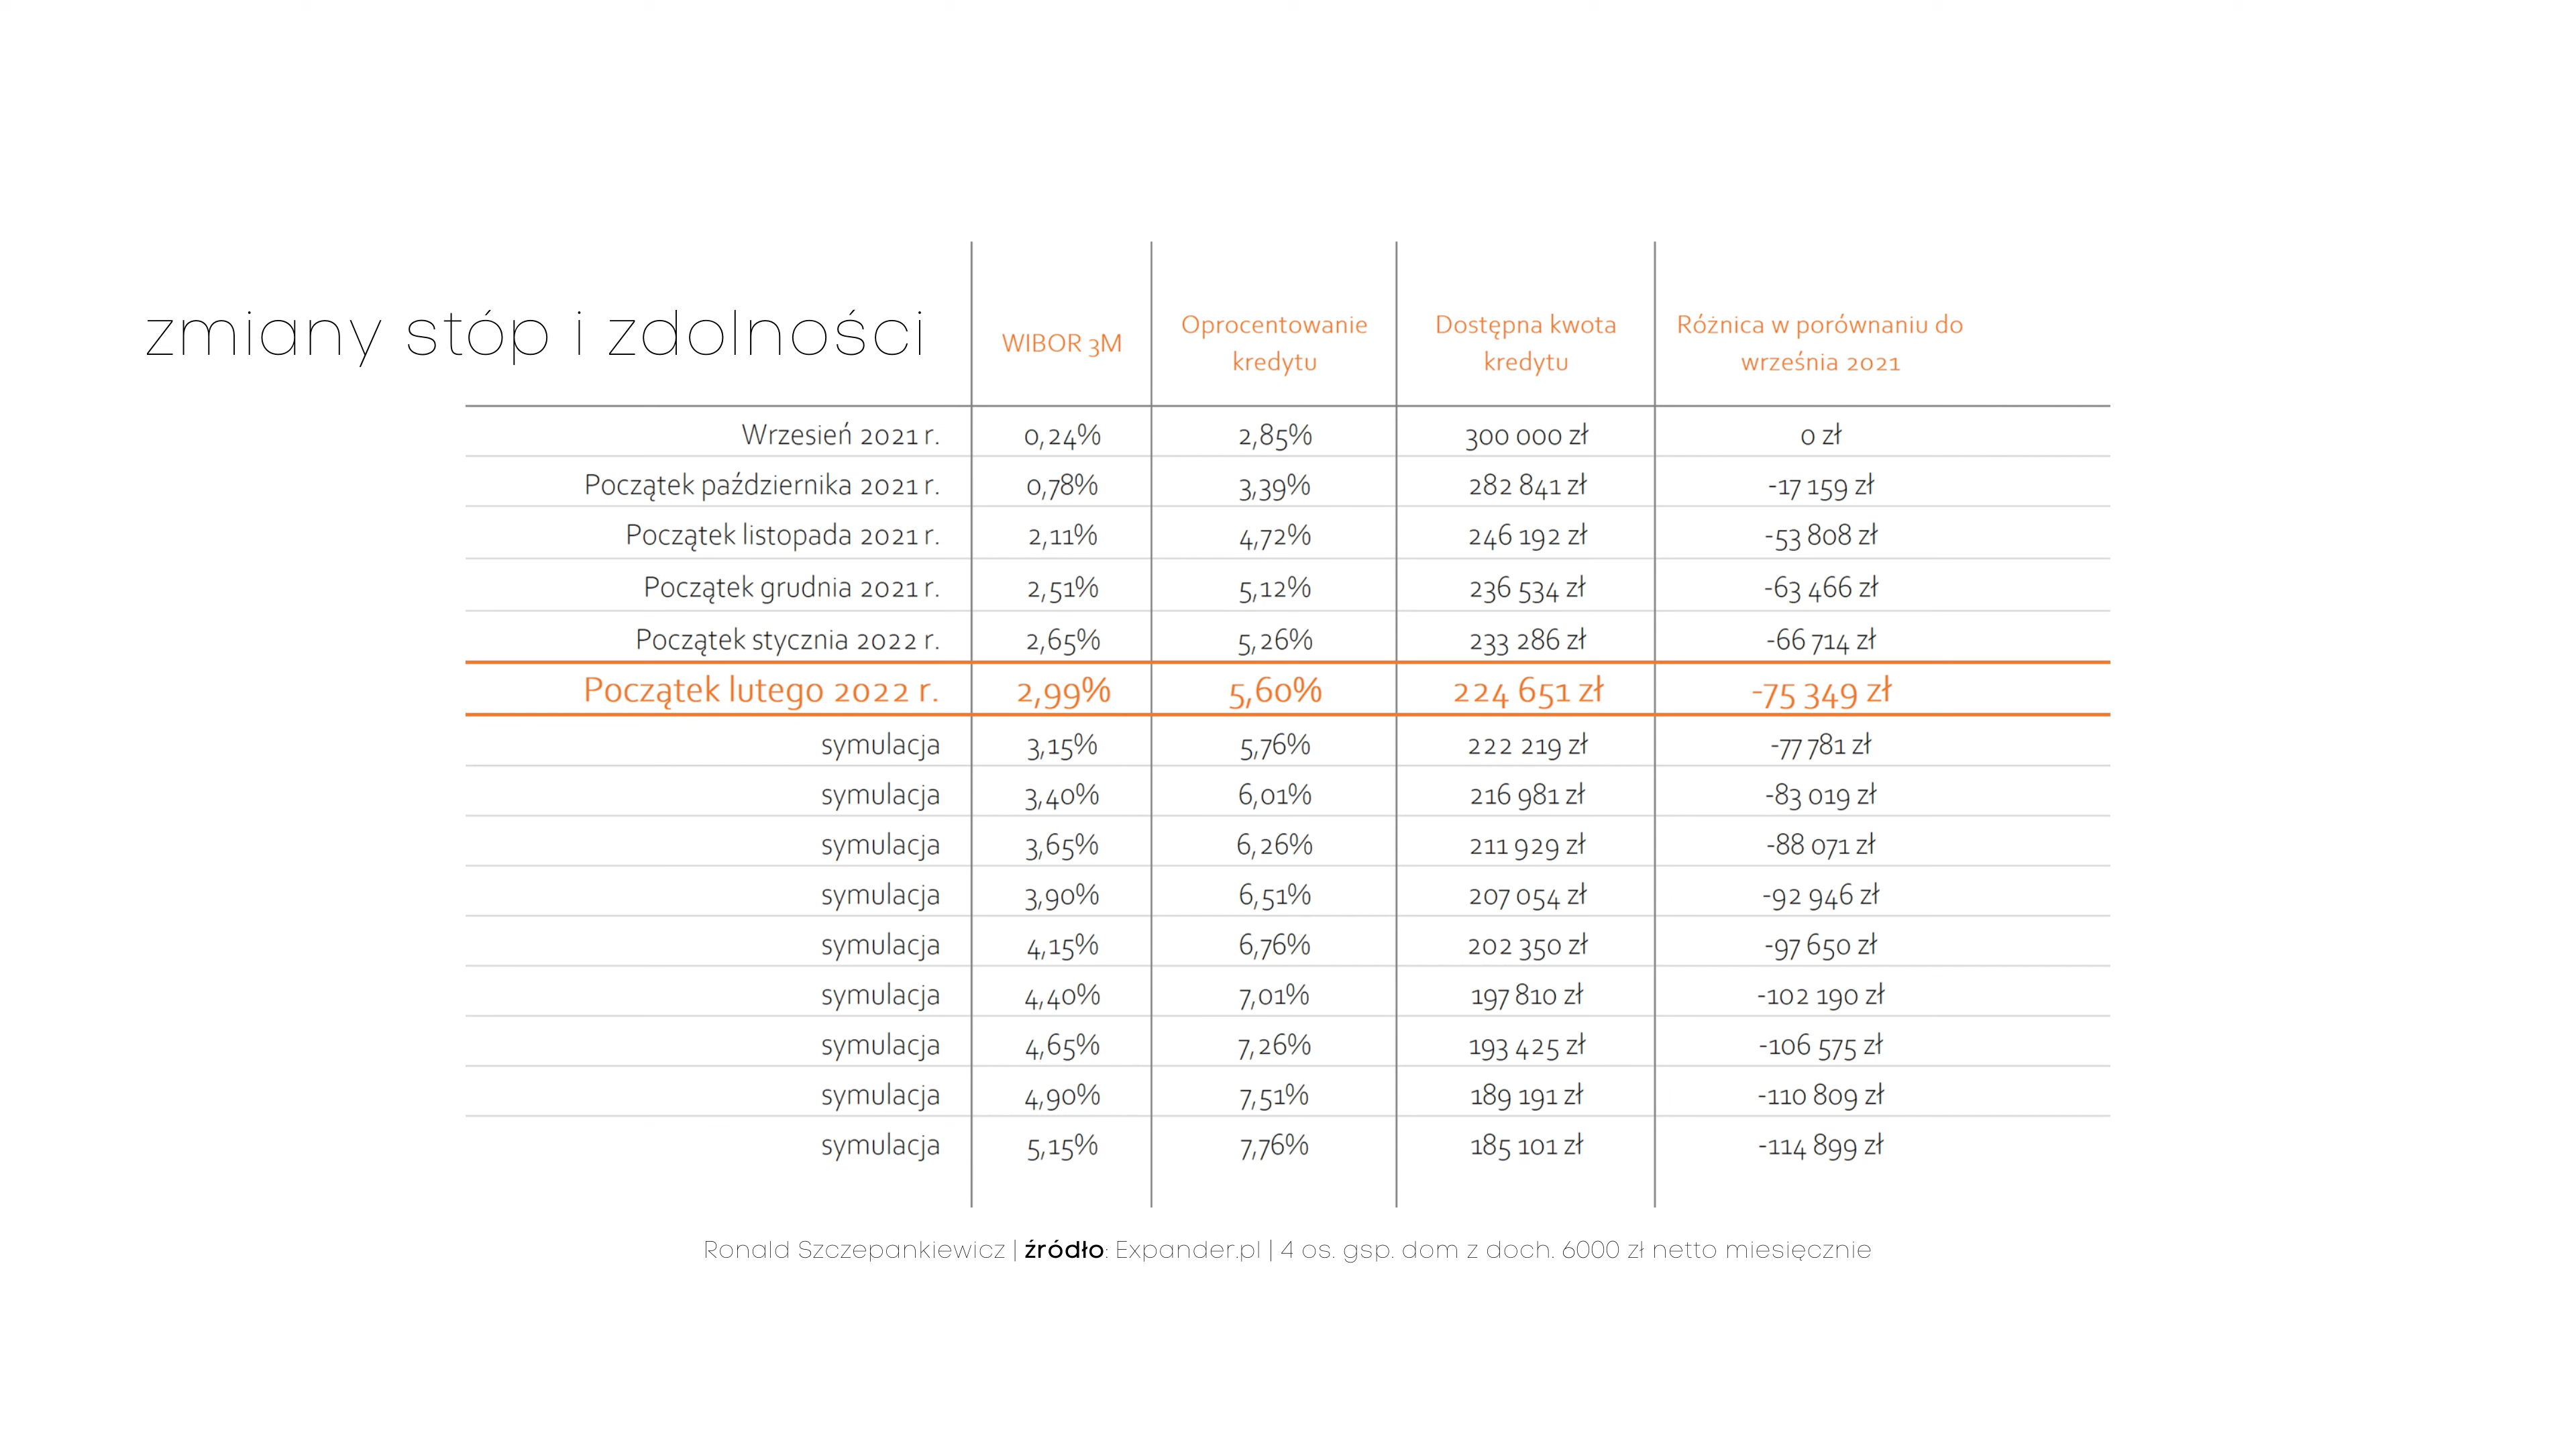 zmiany stóp i zdolności
WIBOR 3M
Oprocentowanie
kredytu
Dostępna kwota
kredytu
Różnica w porównaniu do
września 2021
Wrzesień 2021 r. 0,24% 2,85% 300 000 zł 0 zł
Początek października 2021 r. 0,78% 3,39% 282 841 zł -17 159 zł
Początek listopada 2021 r. 2,11% 4,72% 246 192 zł -53 808 zł
Początek grudnia 2021 r. 2,51% 5,12% 236 534 zł -63 466 zł
Początek stycznia 2022 r. 2,65% 5,26% 233 286 zł -66 714 zł
Początek lutego 2022 r. 2,99% 5,60% 224 651 zł -75 349 zł
symulacja 3,15% 5,76% 222 219 zł -77 781 zł
symulacja 3,40% 6,01% 216 981 zł -83 019 zł
symulacja 3,65% 6,26% 211 929 zł -88 071 zł
symulacja 3,90% 6,51% 207 054 zł -92 946 zł
symulacja 4,15% 6,76% 202 350 zł -97 650 zł
symulacja 4,40% 7,01% 197 810 zł -102 190 zł
symulacja 4,65% 7,26% 193 425 zł -106 575 zł
symulacja 4,90% 7,51% 189 191 zł -110 809 zł
symulacja 5,15% 7,76% 185 101 zł -114 899 zł
Ronald Szczepankiewicz | źródło: Expander.pl | 4 os. gsp. dom z doch. 6000 zł netto miesięcznie